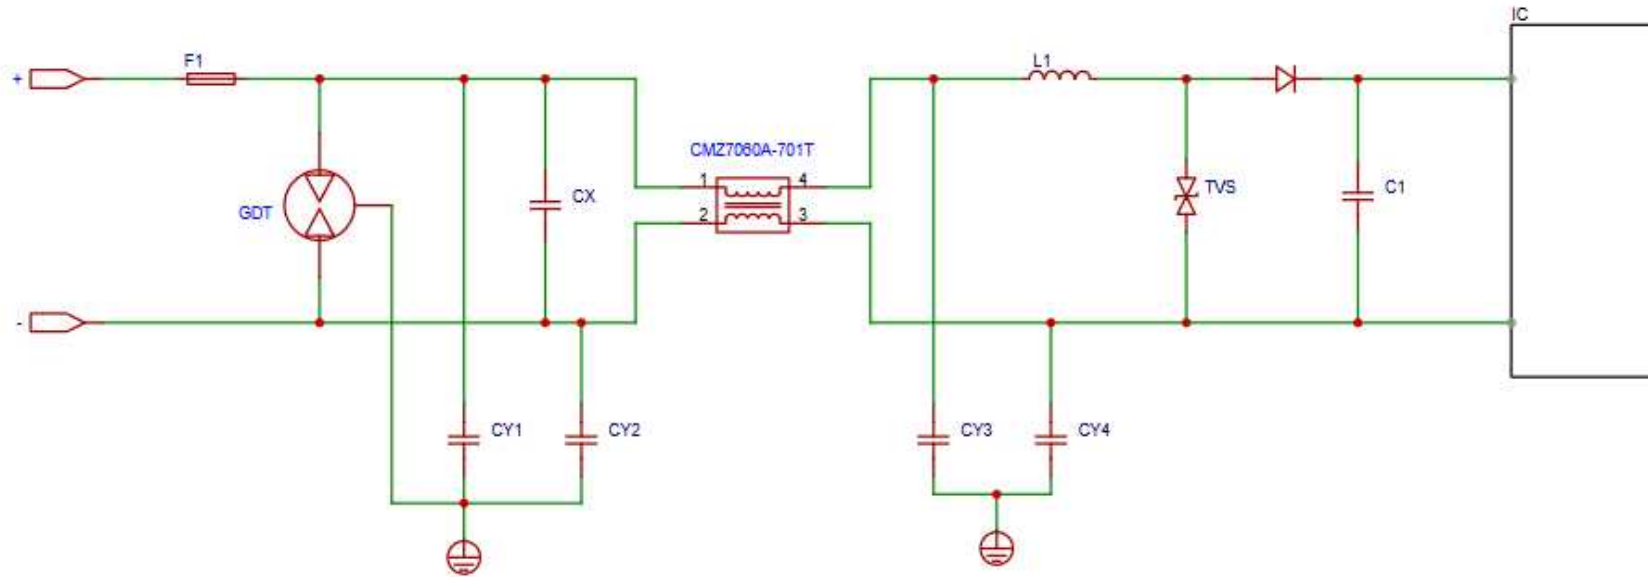 IC
F1
L1
+
CMZ7060A-701T
1
4
TVS
C1
CX
GDT
2
3
-
CY1
CY2
CY3
CY4